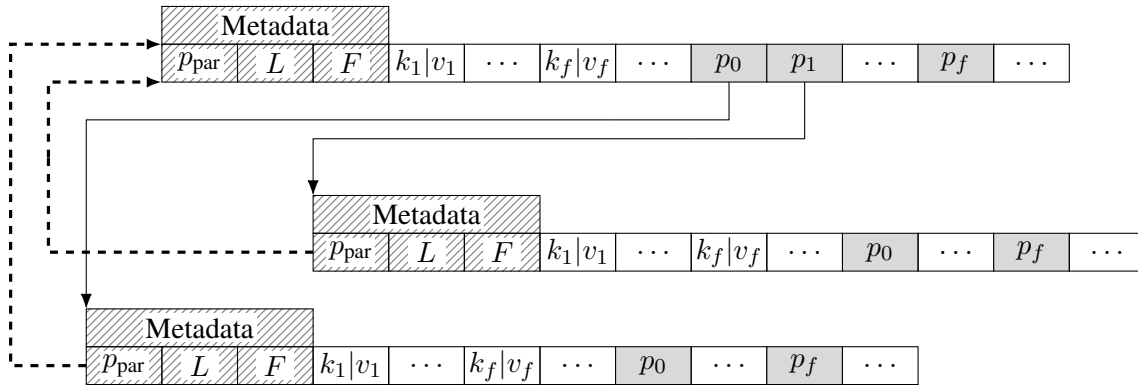 Metadata
p_par L F k_1|v_1 ⋯ k_f|v_f ⋯ p_0 p_1 ⋯ p_f ⋯
Metadata
p_par L F k_1|v_1 ⋯ k_f|v_f ⋯ p_0 ⋯ p_f ⋯
Metadata
p_par L F k_1|v_1 ⋯ k_f|v_f ⋯ p_0 ⋯ p_f ⋯